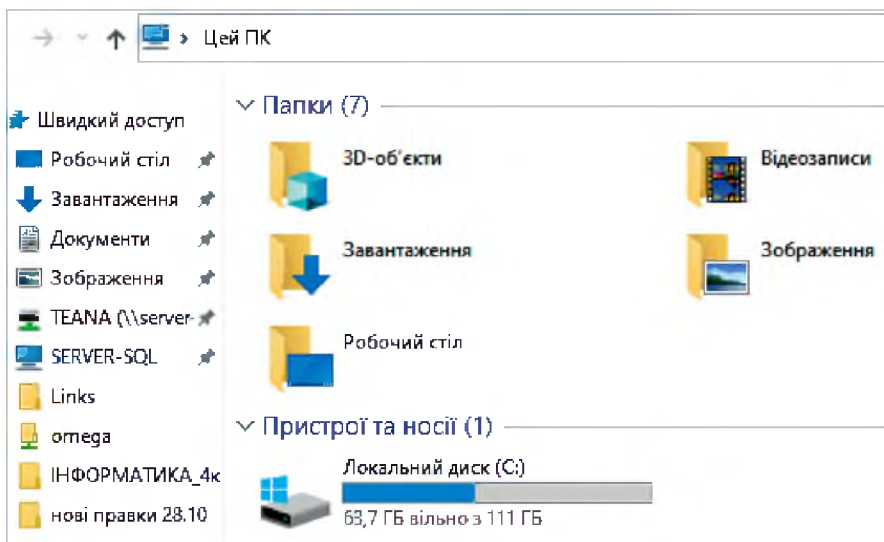 Цей ПК
Швидкий доступ
Робочий стіл
Завантаження
Документи
Зображення
TEANA (\\server-
SERVER-SQL
Links
omega
ІНФОРМАТИКА_4к
нові правки 28.10
Папки (7)
3D-об'єкти
Відеозаписи
Завантаження
Зображення
Робочий стіл
Пристрої та носії (1)
Локальний диск (C:)
63,7 ГБ вільно з 111 ГБ